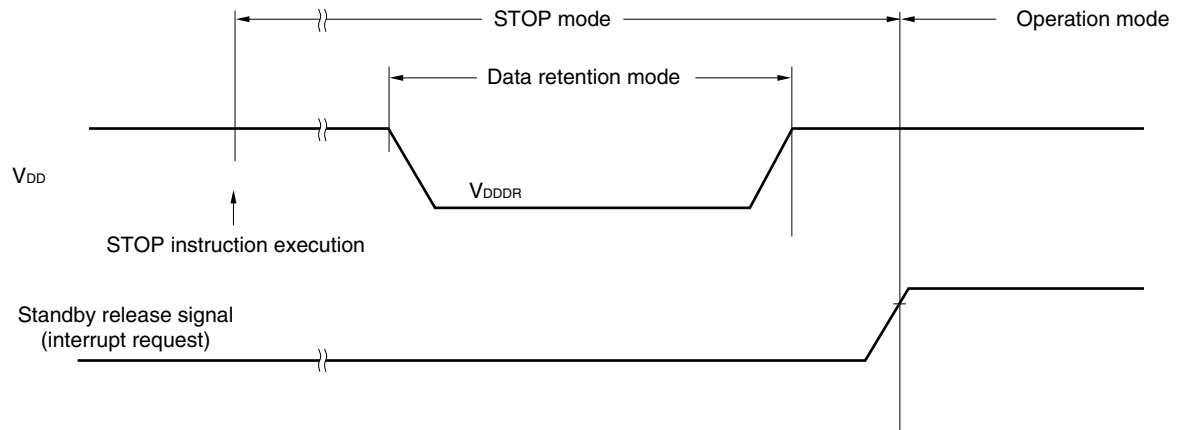 STOP mode
Operation mode
Data retention mode
VDD
VDDDR
STOP instruction execution
Standby release signal
(interrupt request)